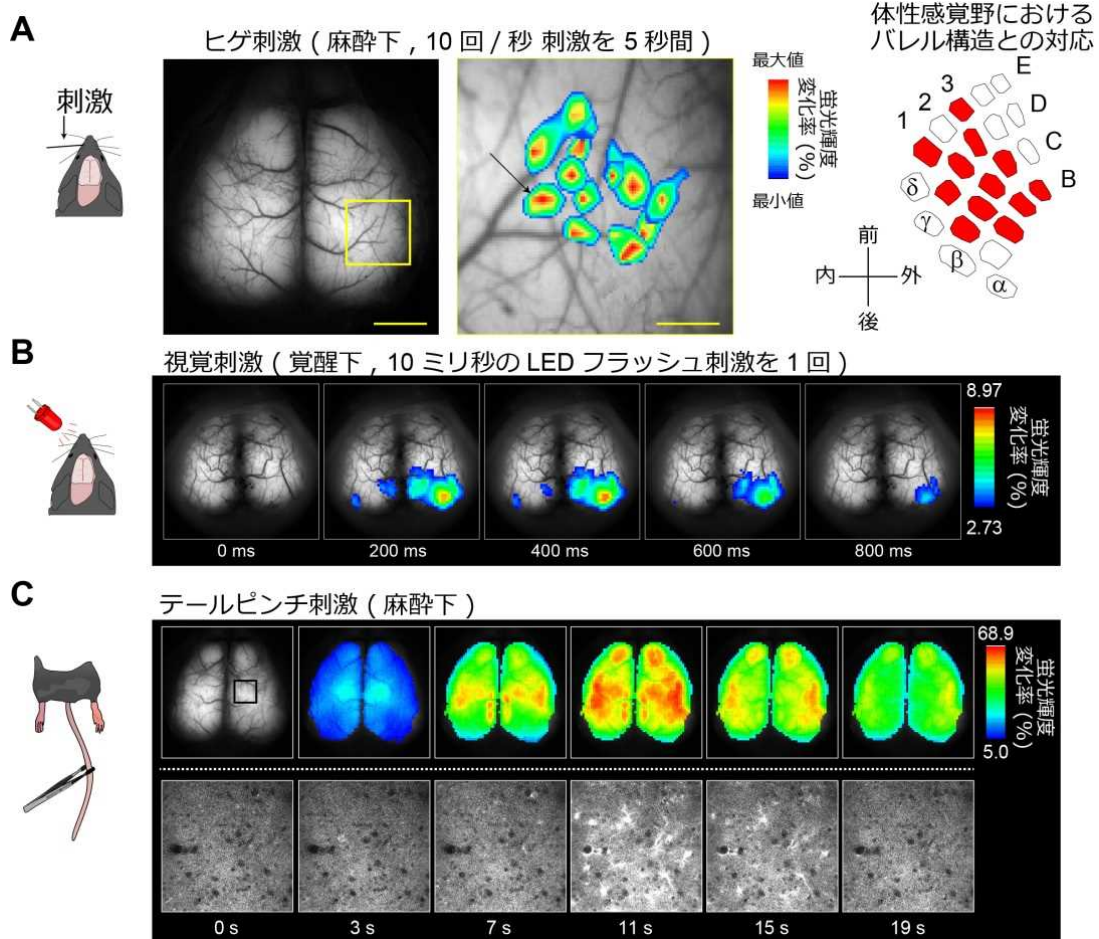 A
ヒゲ刺激 ( 麻酔下 , 10 回 / 秒 刺激を 5 秒間 )
刺激
最大値
蛍光輝度
変化率 (%)
最小値
体性感覚野における
バレル構造との対応
E
3
D
2
C
1
B
δ
γ
β
α
前
内
外
後
B
視覚刺激 ( 覚醒下 , 10 ミリ秒の LED フラッシュ刺激を 1 回 )
8.97
蛍光輝度
変化率 (%)
2.73
0 ms
200 ms
400 ms
600 ms
800 ms
C
テールピンチ刺激 ( 麻酔下 )
68.9
蛍光輝度
変化率 (%)
5.0
0 s
3 s
7 s
11 s
15 s
19 s